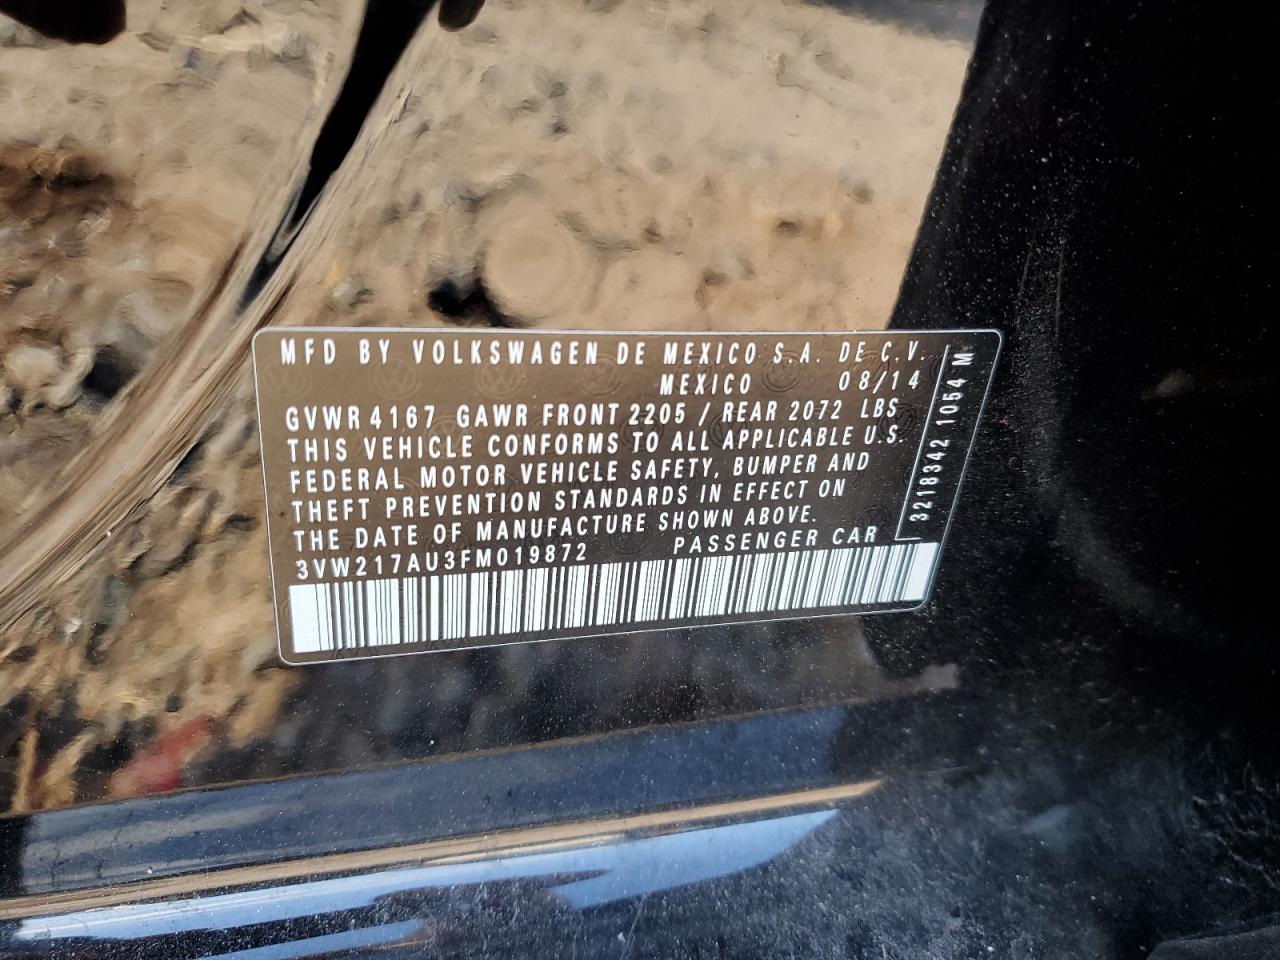 MFD BY VOLKSWAGEN DE MEXICO S.A. DE C.V.
MEXICO 08/14
GVWR 4167 GAWR FRONT 2205 / REAR 2072 LBS
THIS VEHICLE CONFORMS TO ALL APPLICABLE U.S.
FEDERAL MOTOR VEHICLE SAFETY, BUMPER AND
THEFT PREVENTION STANDARDS IN EFFECT ON
THE DATE OF MANUFACTURE SHOWN ABOVE.
3VW217AU3FM019872 PASSENGER CAR
3218342 1054 M